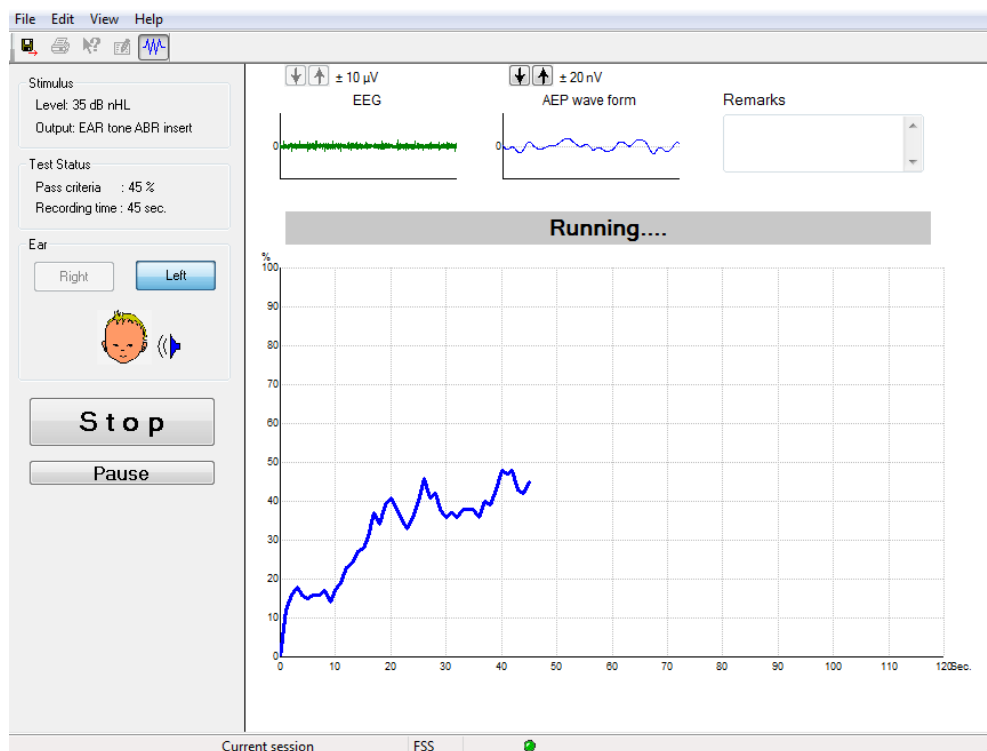 File Edit View Help
Stimulus
Level: 35 dB nHL
Output: EAR tone ABR insert
Test Status
Pass criteria : 45 %
Recording time : 45 sec.
Ear
Right Left
Stop
Pause
± 10 µV
EEG
0
± 20 nV
AEP wave form
0
Remarks
Running....
%
100
90
80
70
60
50
40
30
20
10
0
0 10 20 30 40 50 60 70 80 90 100 110 120 Sec.
Current session FSS